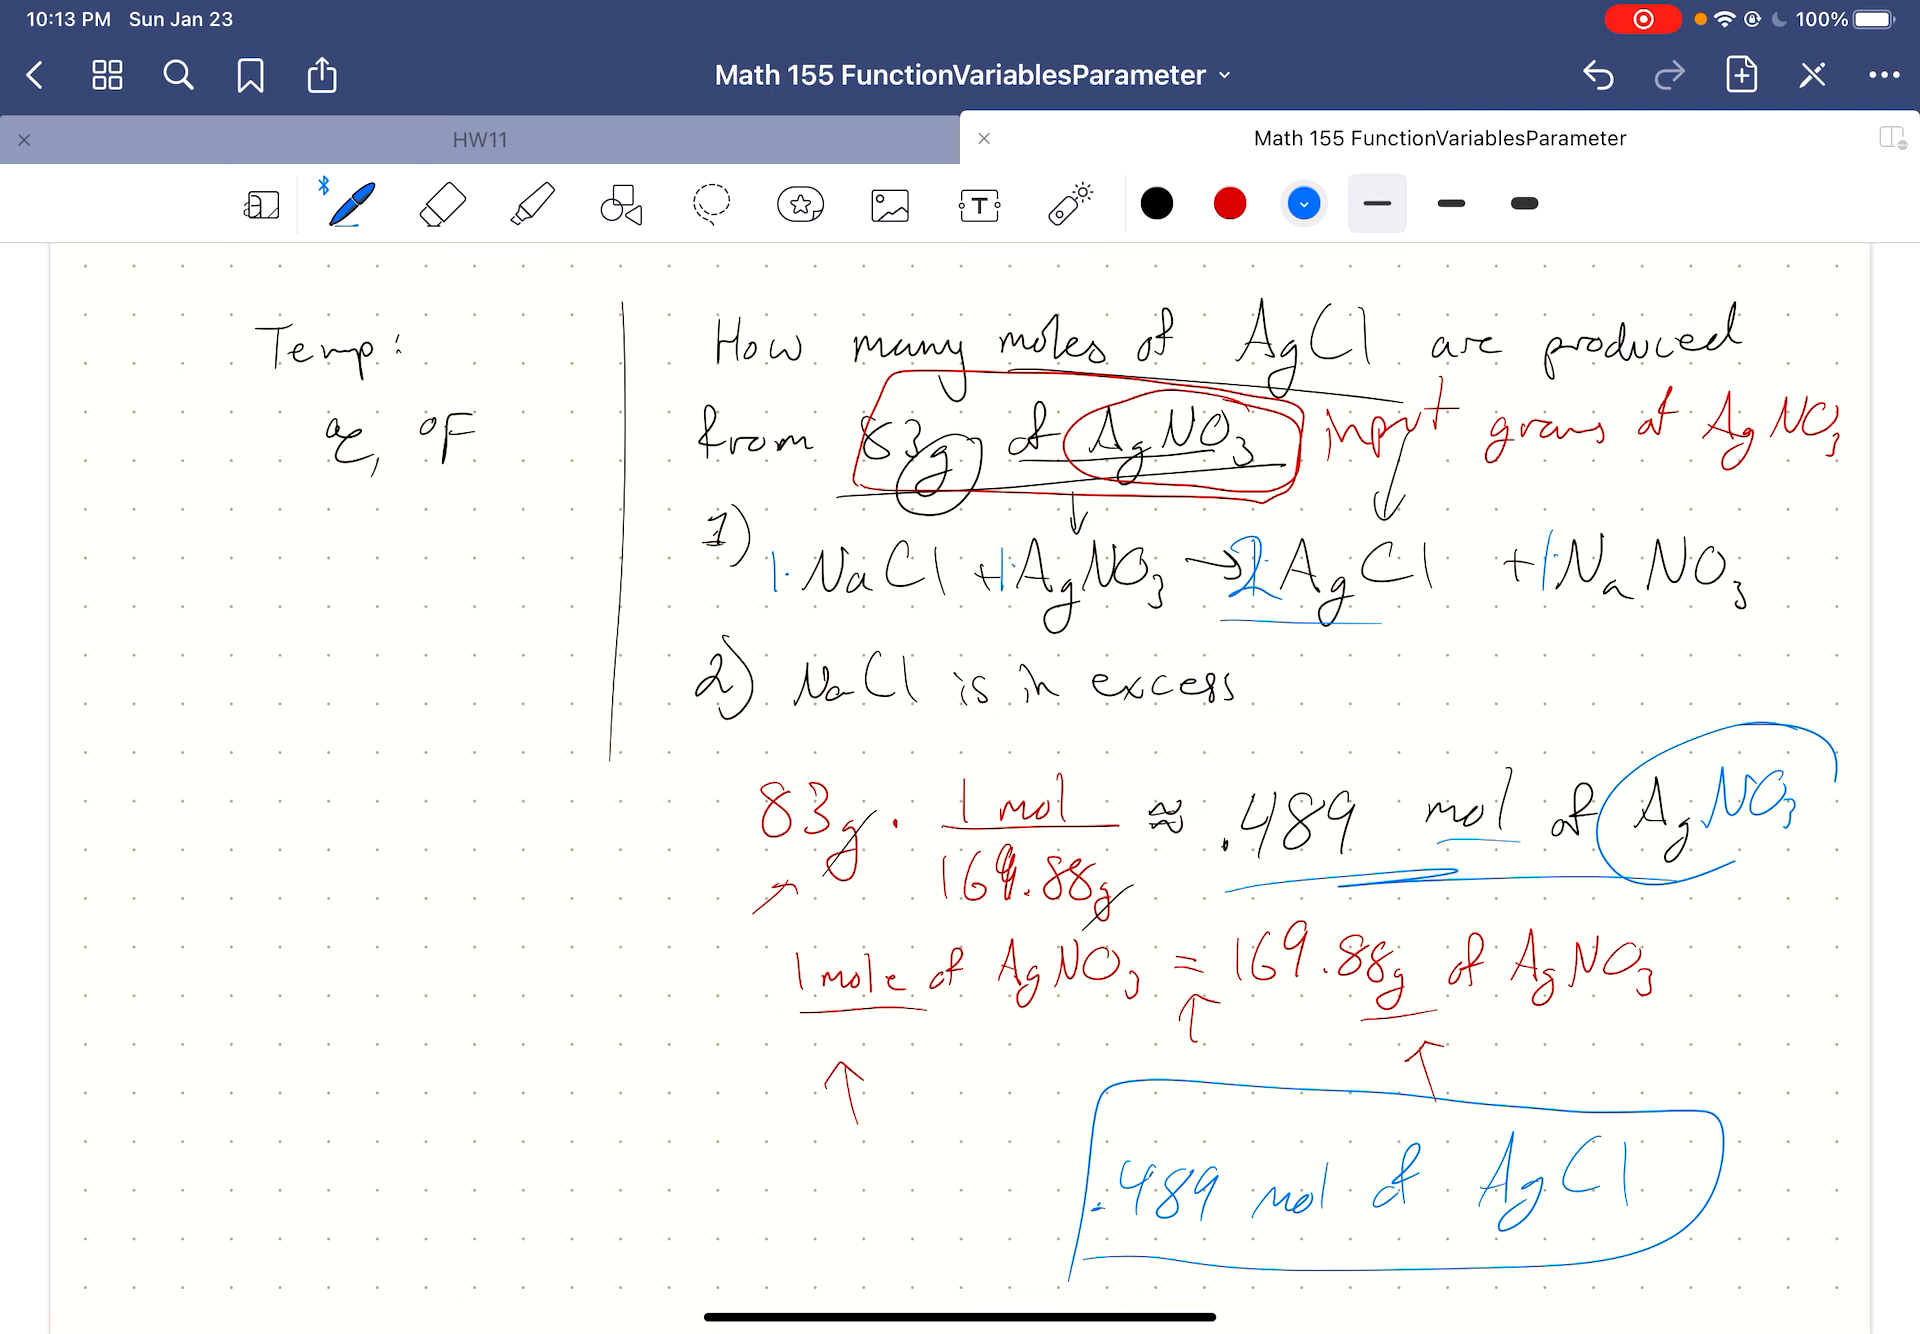 10:13 PM Sun Jan 23
100%
Math 155 FunctionVariablesParameter
HW11
Math 155 FunctionVariablesParameter
Temp:
°C, °F
How many moles of AgCl are produced
from 83g of AgNO₃ input grams of AgNO₃
1)
1·NaCl + 1·AgNO₃ → AgCl + 1·NaNO₃
2) NaCl is in excess
83g · 1 mol / 169.88g ≈ .489 mol of AgNO₃
1 mole of AgNO₃ = 169.88g of AgNO₃
.489 mol of AgCl